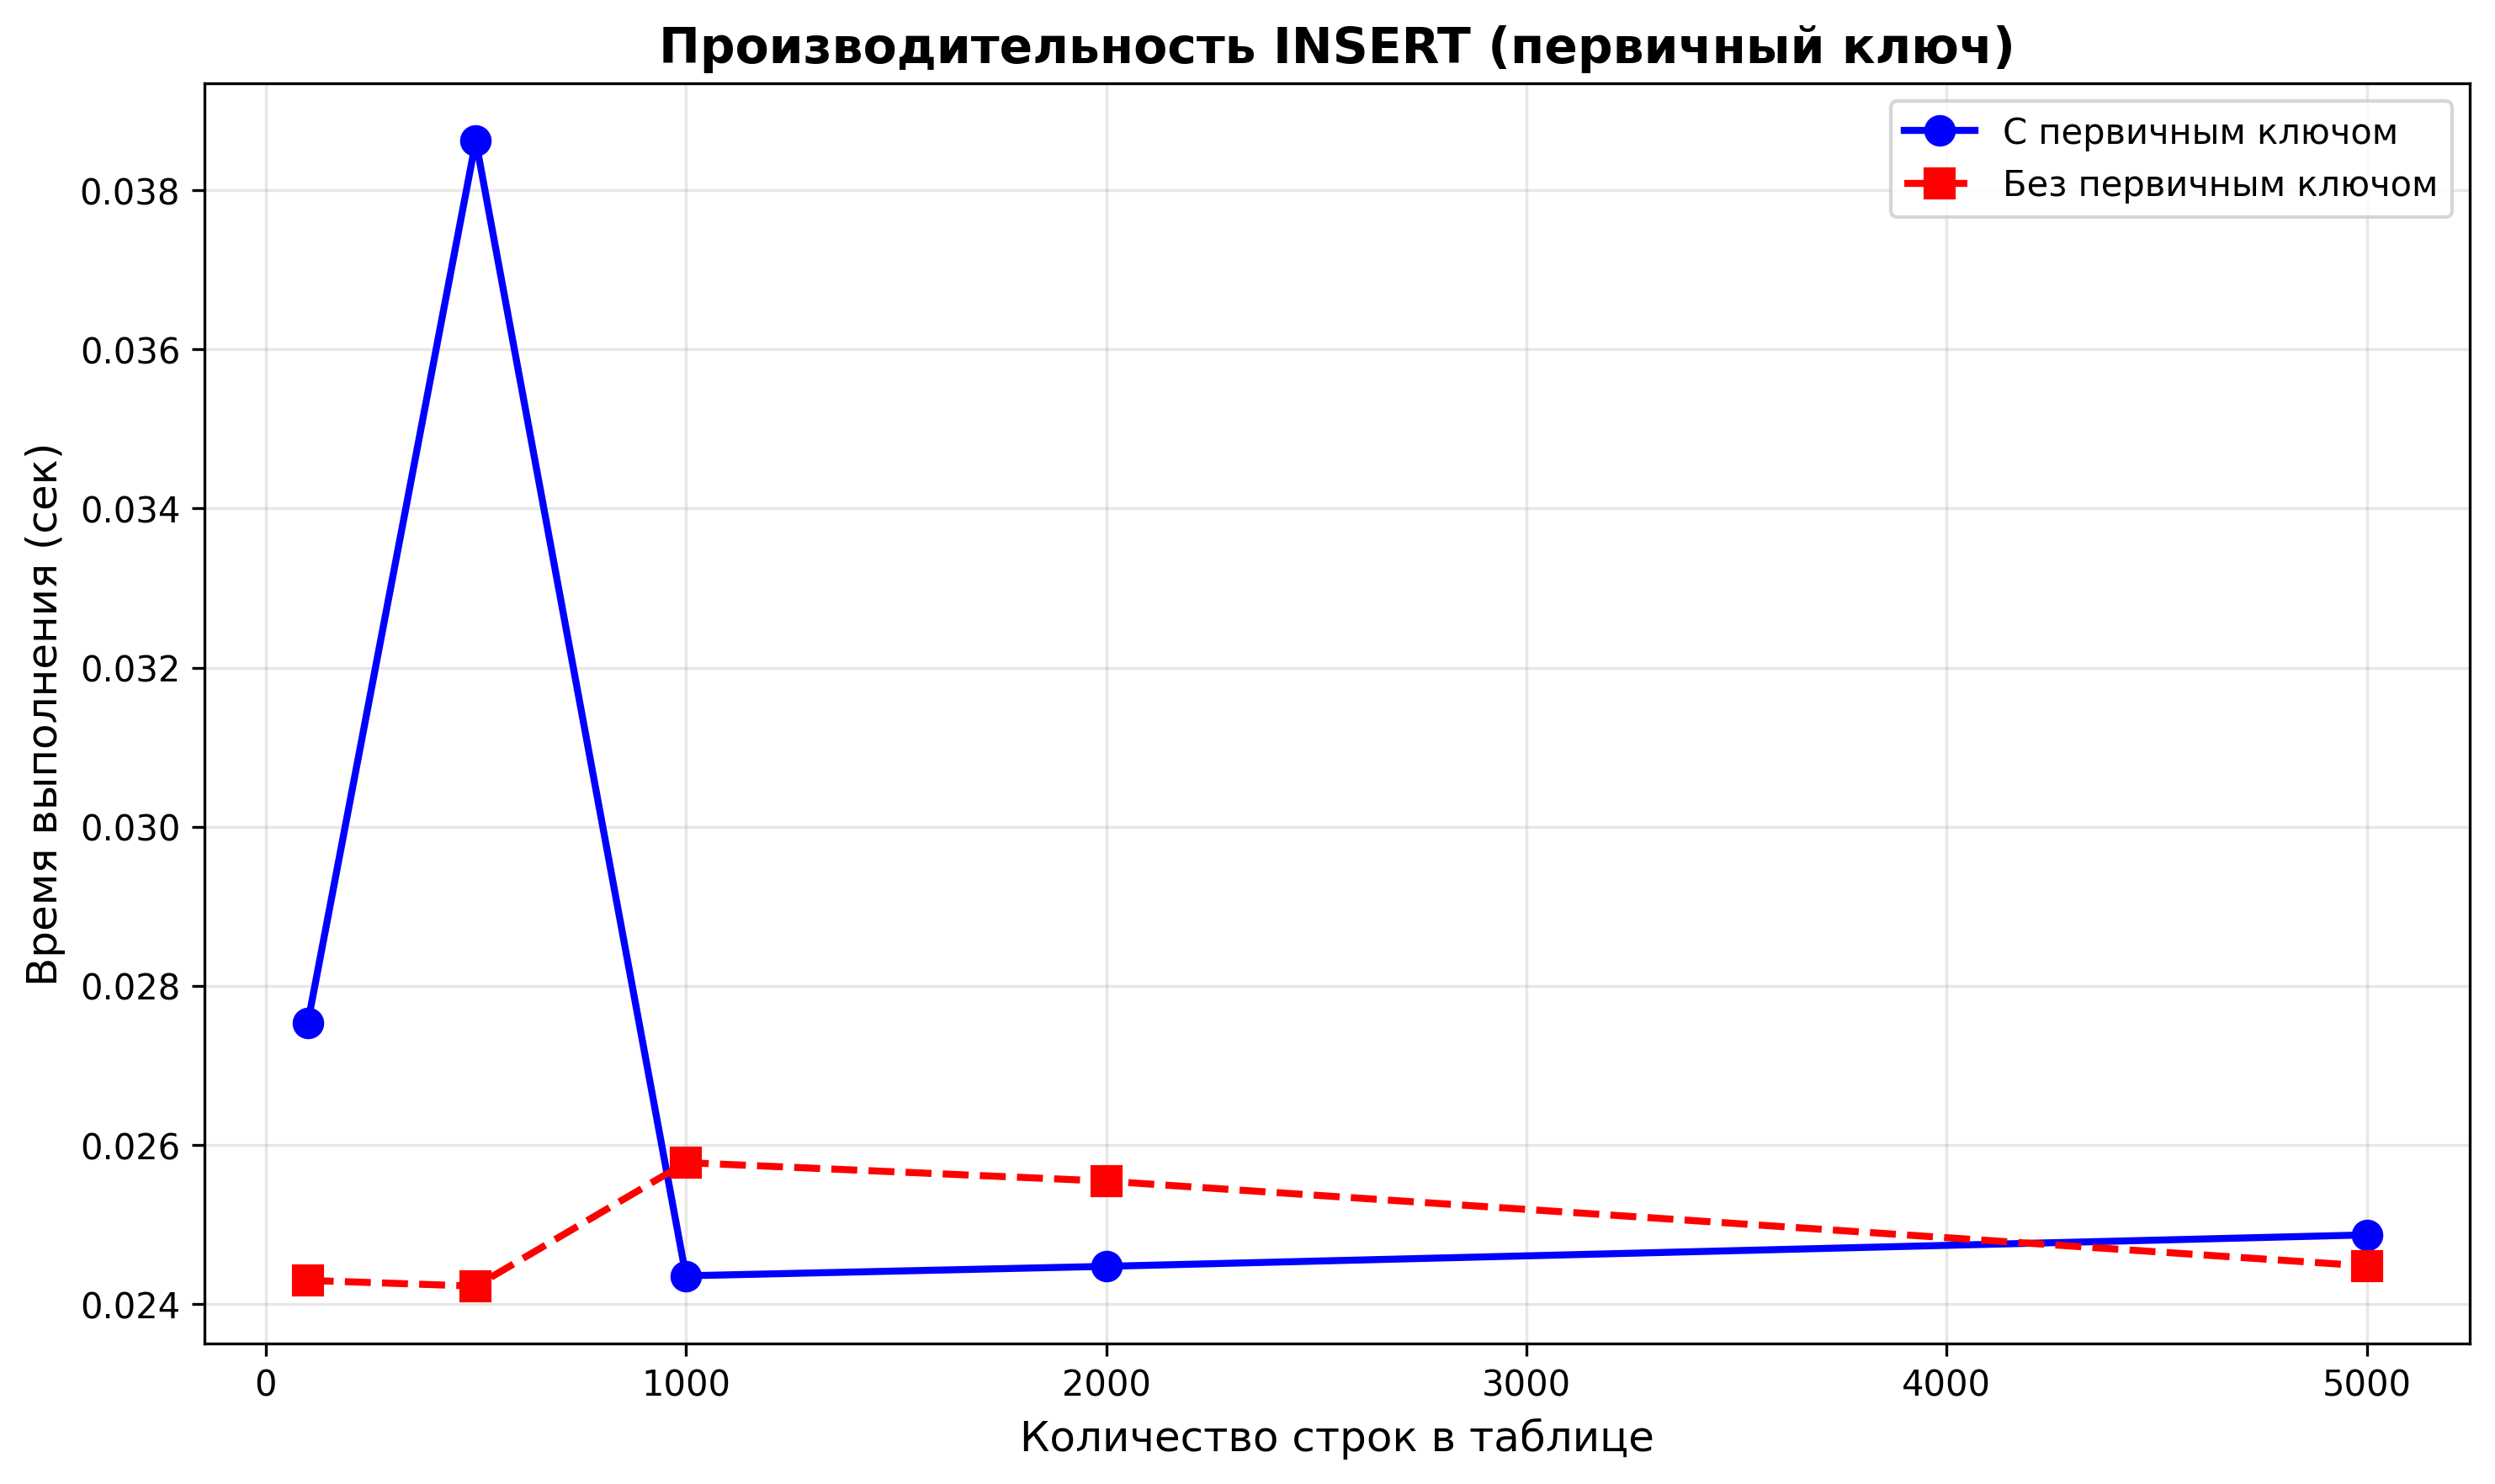 Производительность INSERT (первичный ключ)
С первичным ключом
Без первичным ключом
Время выполнения (сек)
0.038
0.036
0.034
0.032
0.030
0.028
0.026
0.024
0 1000 2000 3000 4000 5000
Количество строк в таблице